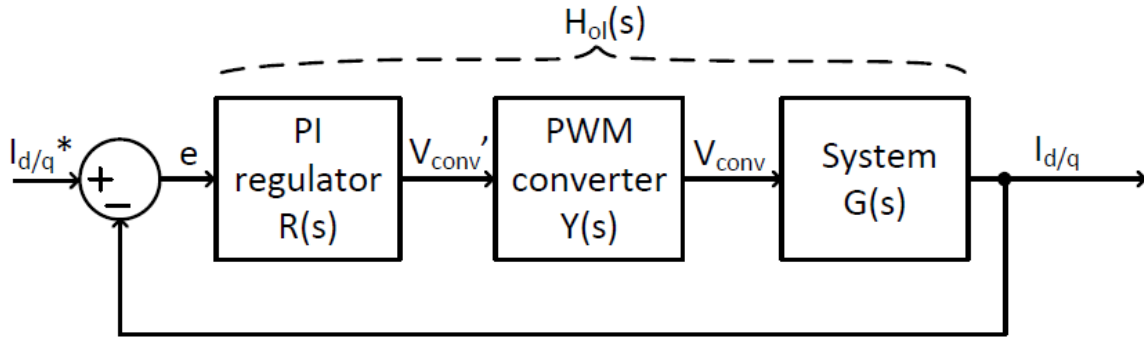 H_ol(s)
I_d/q*
+
−
e
PI
regulator
R(s)
V_conv'
PWM
converter
Y(s)
V_conv
System
G(s)
I_d/q